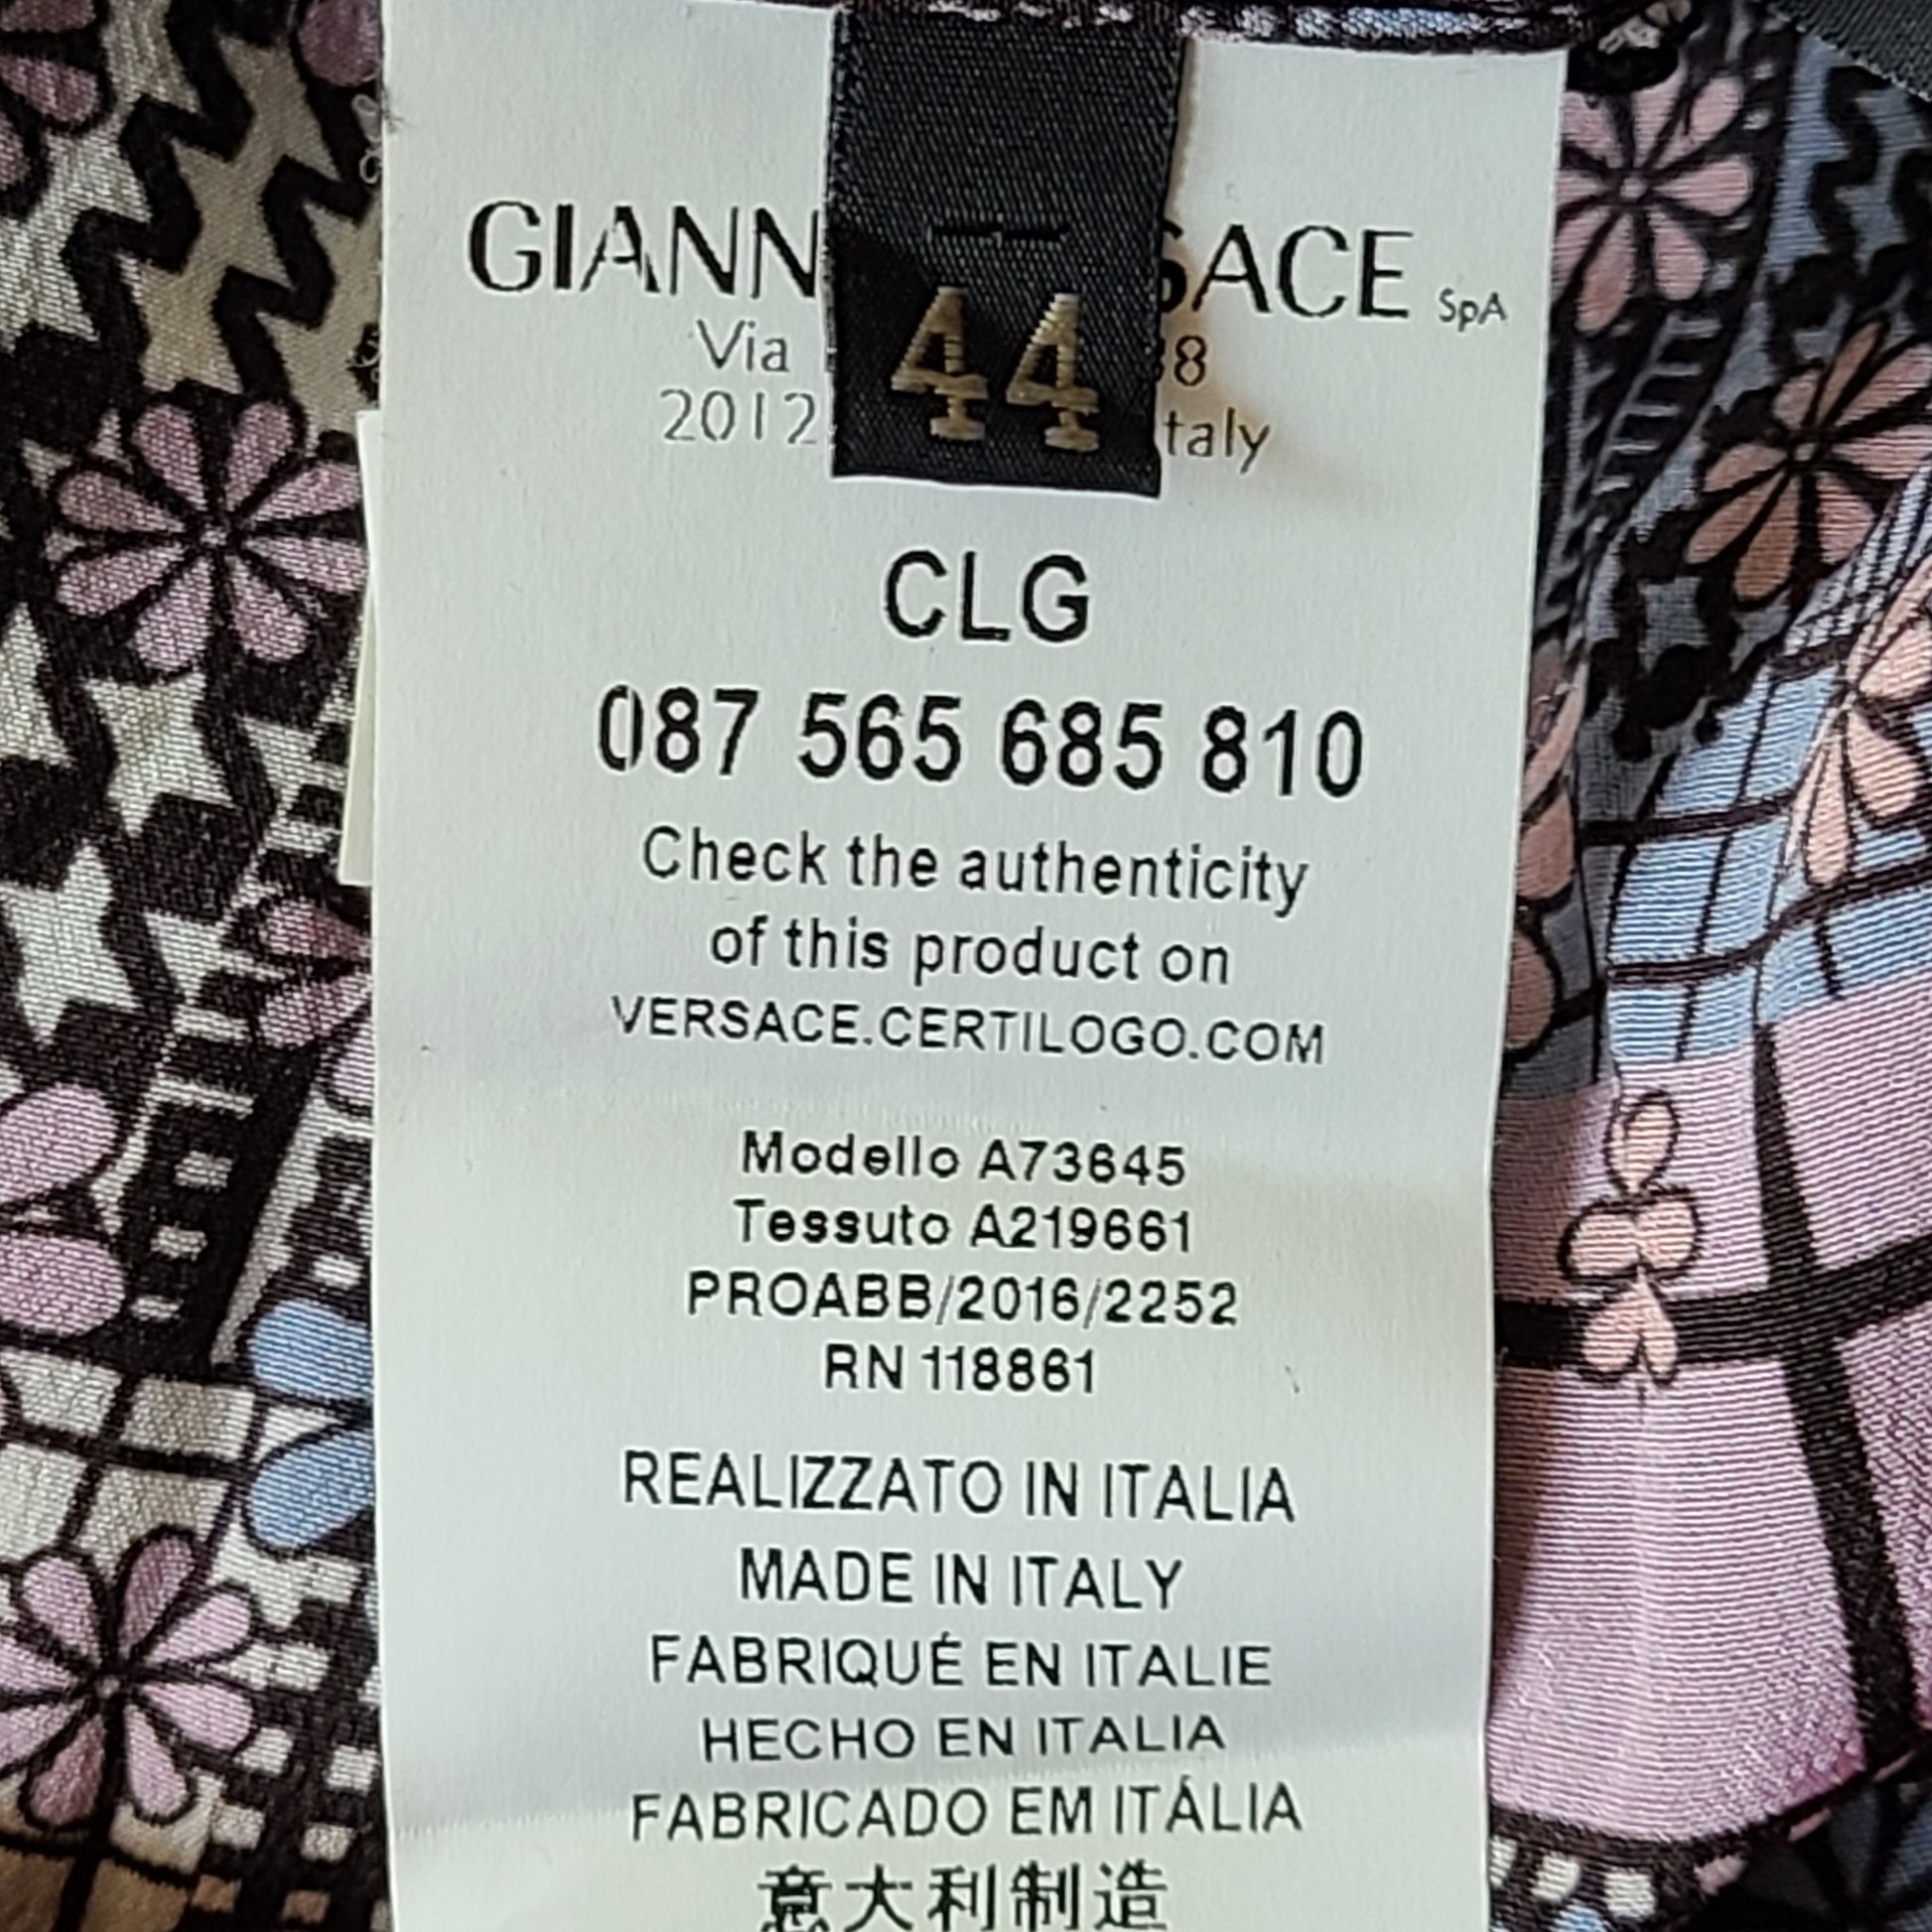 GIANN SACE SpA
Via 38
2012 taly
44
CLG
087 565 685 810
Check the authenticity
of this product on
VERSACE.CERTILOGO.COM
Modello A73645
Tessuto A219661
PROABB/2016/2252
RN 118861
REALIZZATO IN ITALIA
MADE IN ITALY
FABRIQUÉ EN ITALIE
HECHO EN ITALIA
FABRICADO EM ITÁLIA
意大利制造